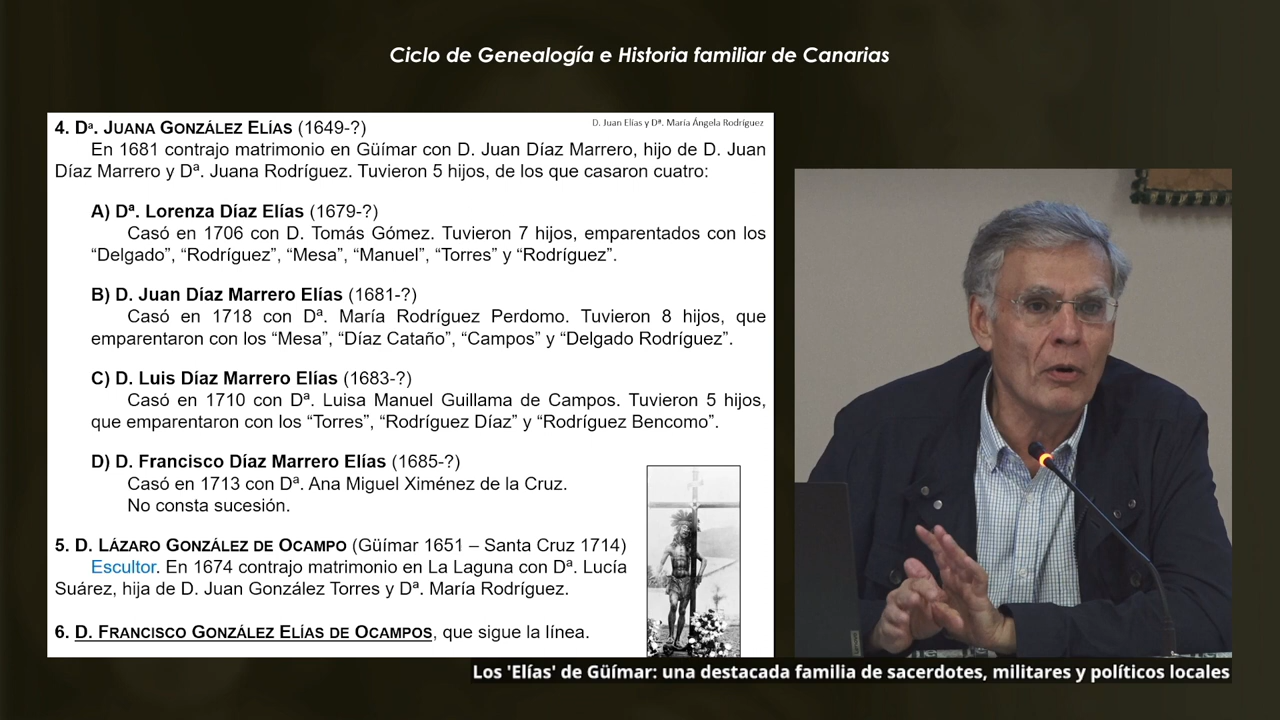 Ciclo de Genealogía e Historia familiar de Canarias
4. Dª. JUANA GONZÁLEZ ELÍAS (1649-?)
D. Juan Elías y Dª. María Ángela Rodríguez
En 1681 contrajo matrimonio en Güímar con D. Juan Díaz Marrero, hijo de D. Juan
Díaz Marrero y Dª. Juana Rodríguez. Tuvieron 5 hijos, de los que casaron cuatro:
A) Dª. Lorenza Díaz Elías (1679-?)
Casó en 1706 con D. Tomás Gómez. Tuvieron 7 hijos, emparentados con los
“Delgado”, “Rodríguez”, “Mesa”, “Manuel”, “Torres” y “Rodríguez”.
B) D. Juan Díaz Marrero Elías (1681-?)
Casó en 1718 con Dª. María Rodríguez Perdomo. Tuvieron 8 hijos, que
emparentaron con los “Mesa”, “Díaz Cataño”, “Campos” y “Delgado Rodríguez”.
C) D. Luis Díaz Marrero Elías (1683-?)
Casó en 1710 con Dª. Luisa Manuel Guillama de Campos. Tuvieron 5 hijos,
que emparentaron con los “Torres”, “Rodríguez Díaz” y “Rodríguez Bencomo”.
D) D. Francisco Díaz Marrero Elías (1685-?)
Casó en 1713 con Dª. Ana Miguel Ximénez de la Cruz.
No consta sucesión.
5. D. LÁZARO GONZÁLEZ DE OCAMPO (Güímar 1651 – Santa Cruz 1714)
Escultor. En 1674 contrajo matrimonio en La Laguna con Dª. Lucía
Suárez, hija de D. Juan González Torres y Dª. María Rodríguez.
6. D. FRANCISCO GONZÁLEZ ELÍAS DE OCAMPOS, que sigue la línea.
Los 'Elías' de Güímar: una destacada familia de sacerdotes, militares y políticos locales